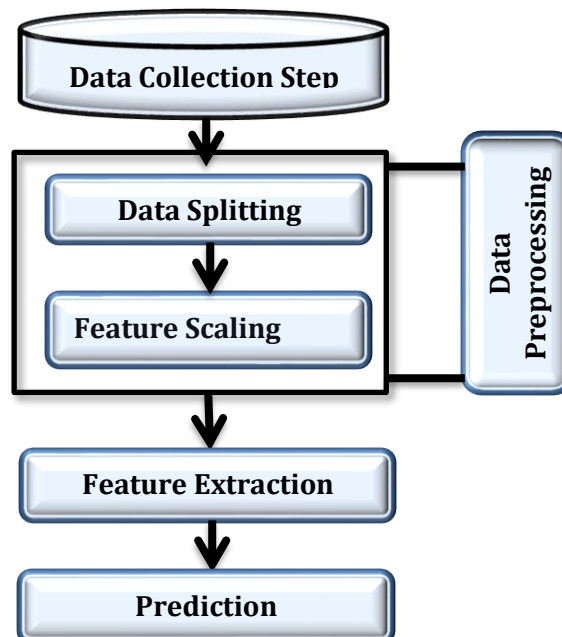 Data Collection Step
Data Splitting
Feature Scaling
Data
Preprocessing
Feature Extraction
Prediction